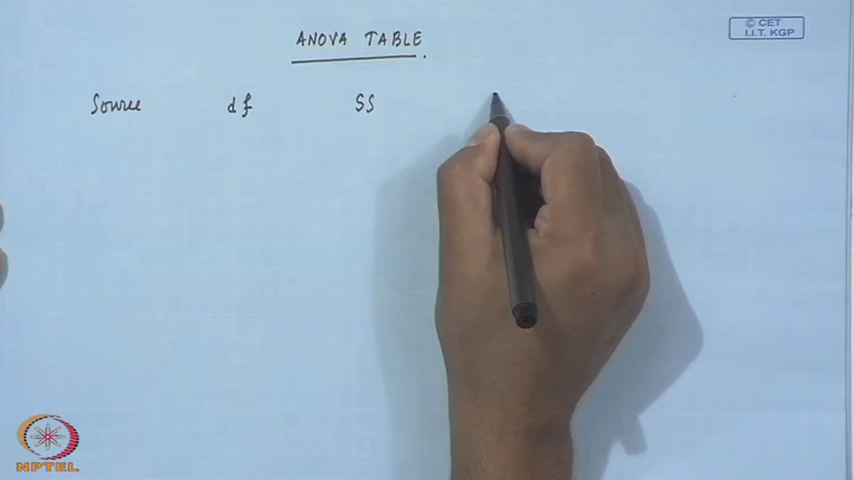 ANOVA TABLE.
© CET
I.I.T. KGP
Source df SS
NPTEL